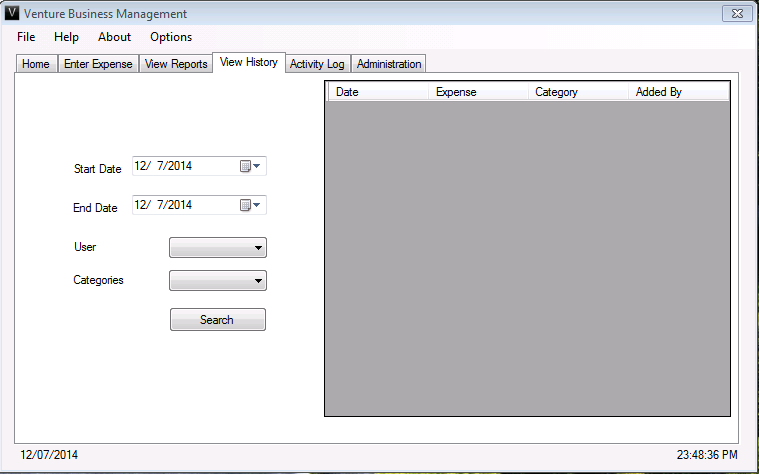 V Venture Business Management
File Help About Options
Home Enter Expense View Reports View History Activity Log Administration
Date Expense Category Added By
Start Date 12/ 7/2014
End Date 12/ 7/2014
User
Categories
Search
12/07/2014 23:48:36 PM